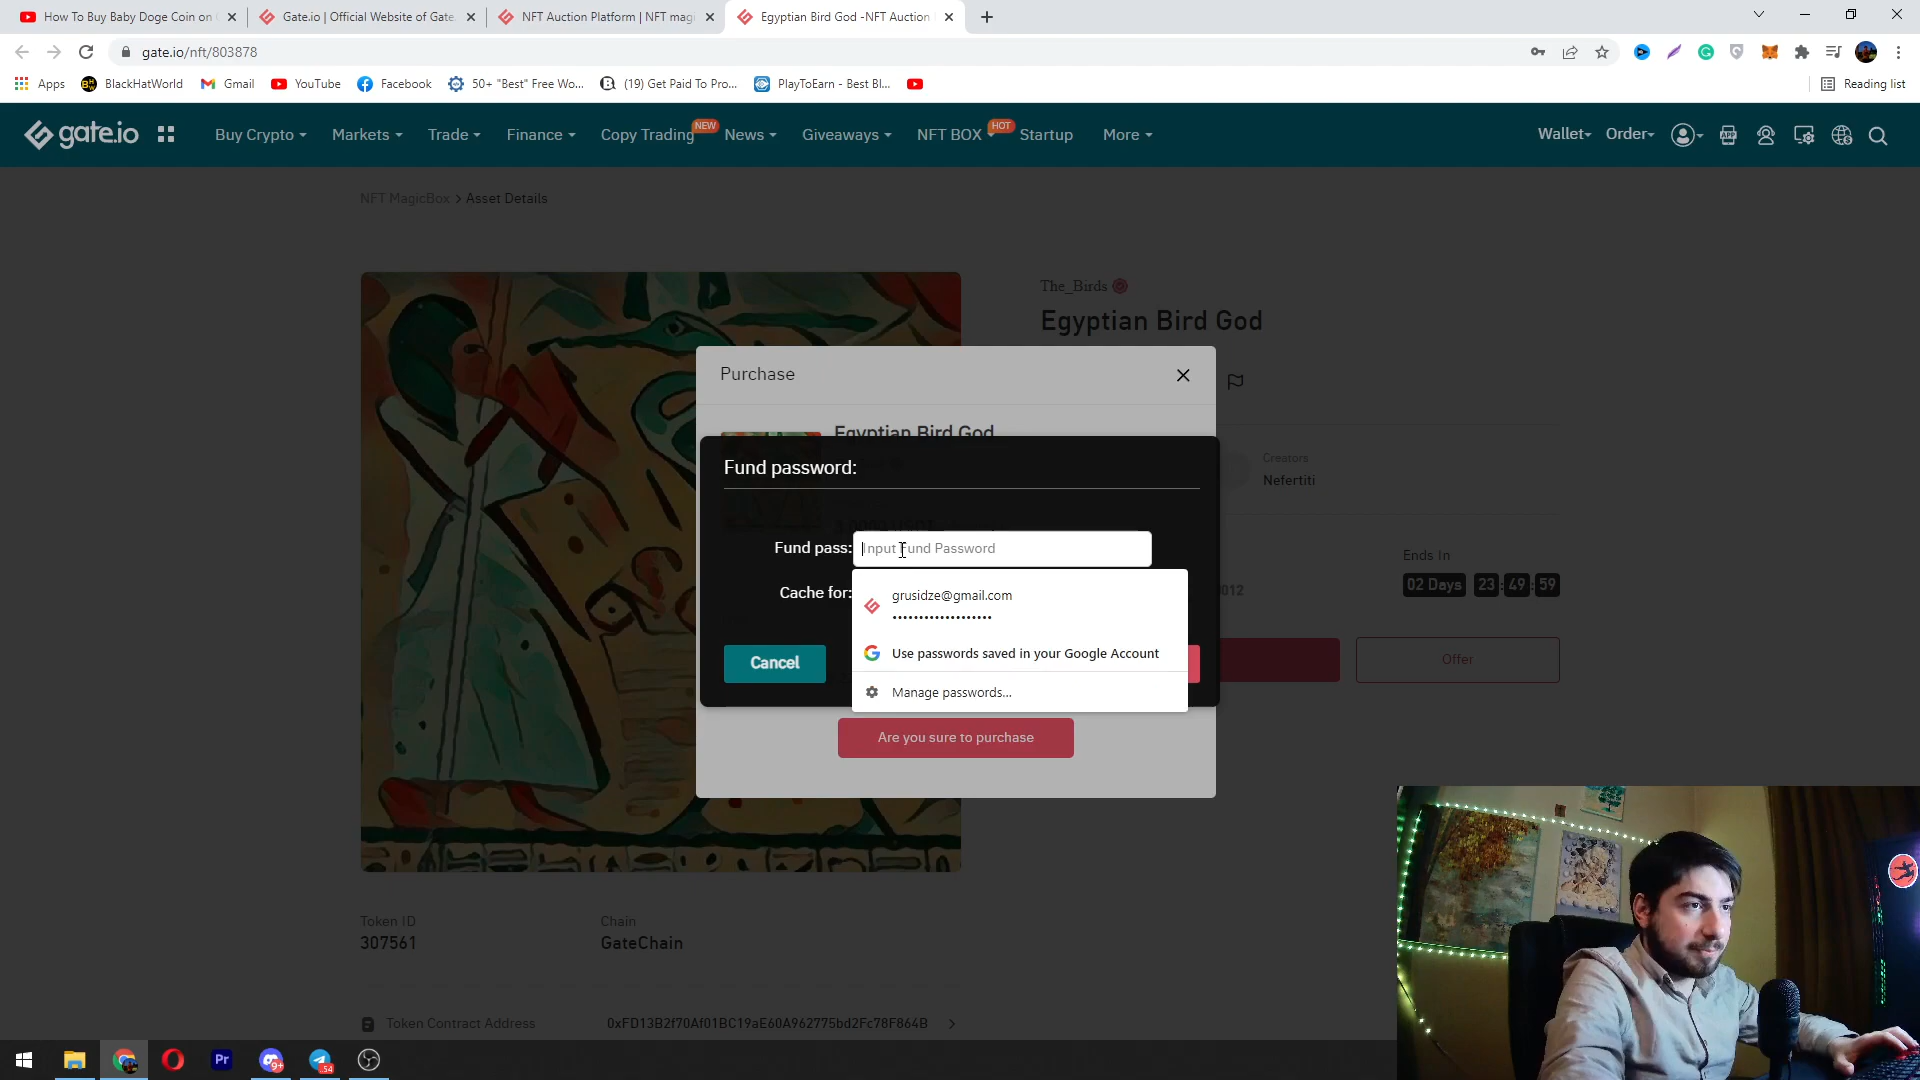 How To Buy Baby Doge Coin on
Gate.io | Official Website of Gate.
NFT Auction Platform | NFT mag
Egyptian Bird God -NFT Auction
gate.io/nft/803878
Apps
BlackHatWorld
Gmail
YouTube
Facebook
50+ "Best" Free Wo...
(19) Get Paid To Pro...
PlayToEarn - Best Bl...
Reading list
gate.io
Buy Crypto
Markets
Trade
Finance
Copy Trading
NEW
News
Giveaways
NFT BOX
HOT
Startup
More
Wallet
Order
NFT MagicBox > Asset Details
The_Birds
Egyptian Bird God
Purchase
Egyptian Bird God
Creators
Nefertiti
Fund password:
Fund pass:
Input Fund Password
Cache for:
grusidze@gmail.com
Use passwords saved in your Google Account
Manage passwords...
Cancel
Ends In
02 Days 23 : 49 : 59
Offer
Are you sure to purchase
Token ID
307561
Chain
GateChain
Token Contract Address
0xFD13B2f70Af01BC19aE60A962775bd2Fc78F864B
Pr
9+
54